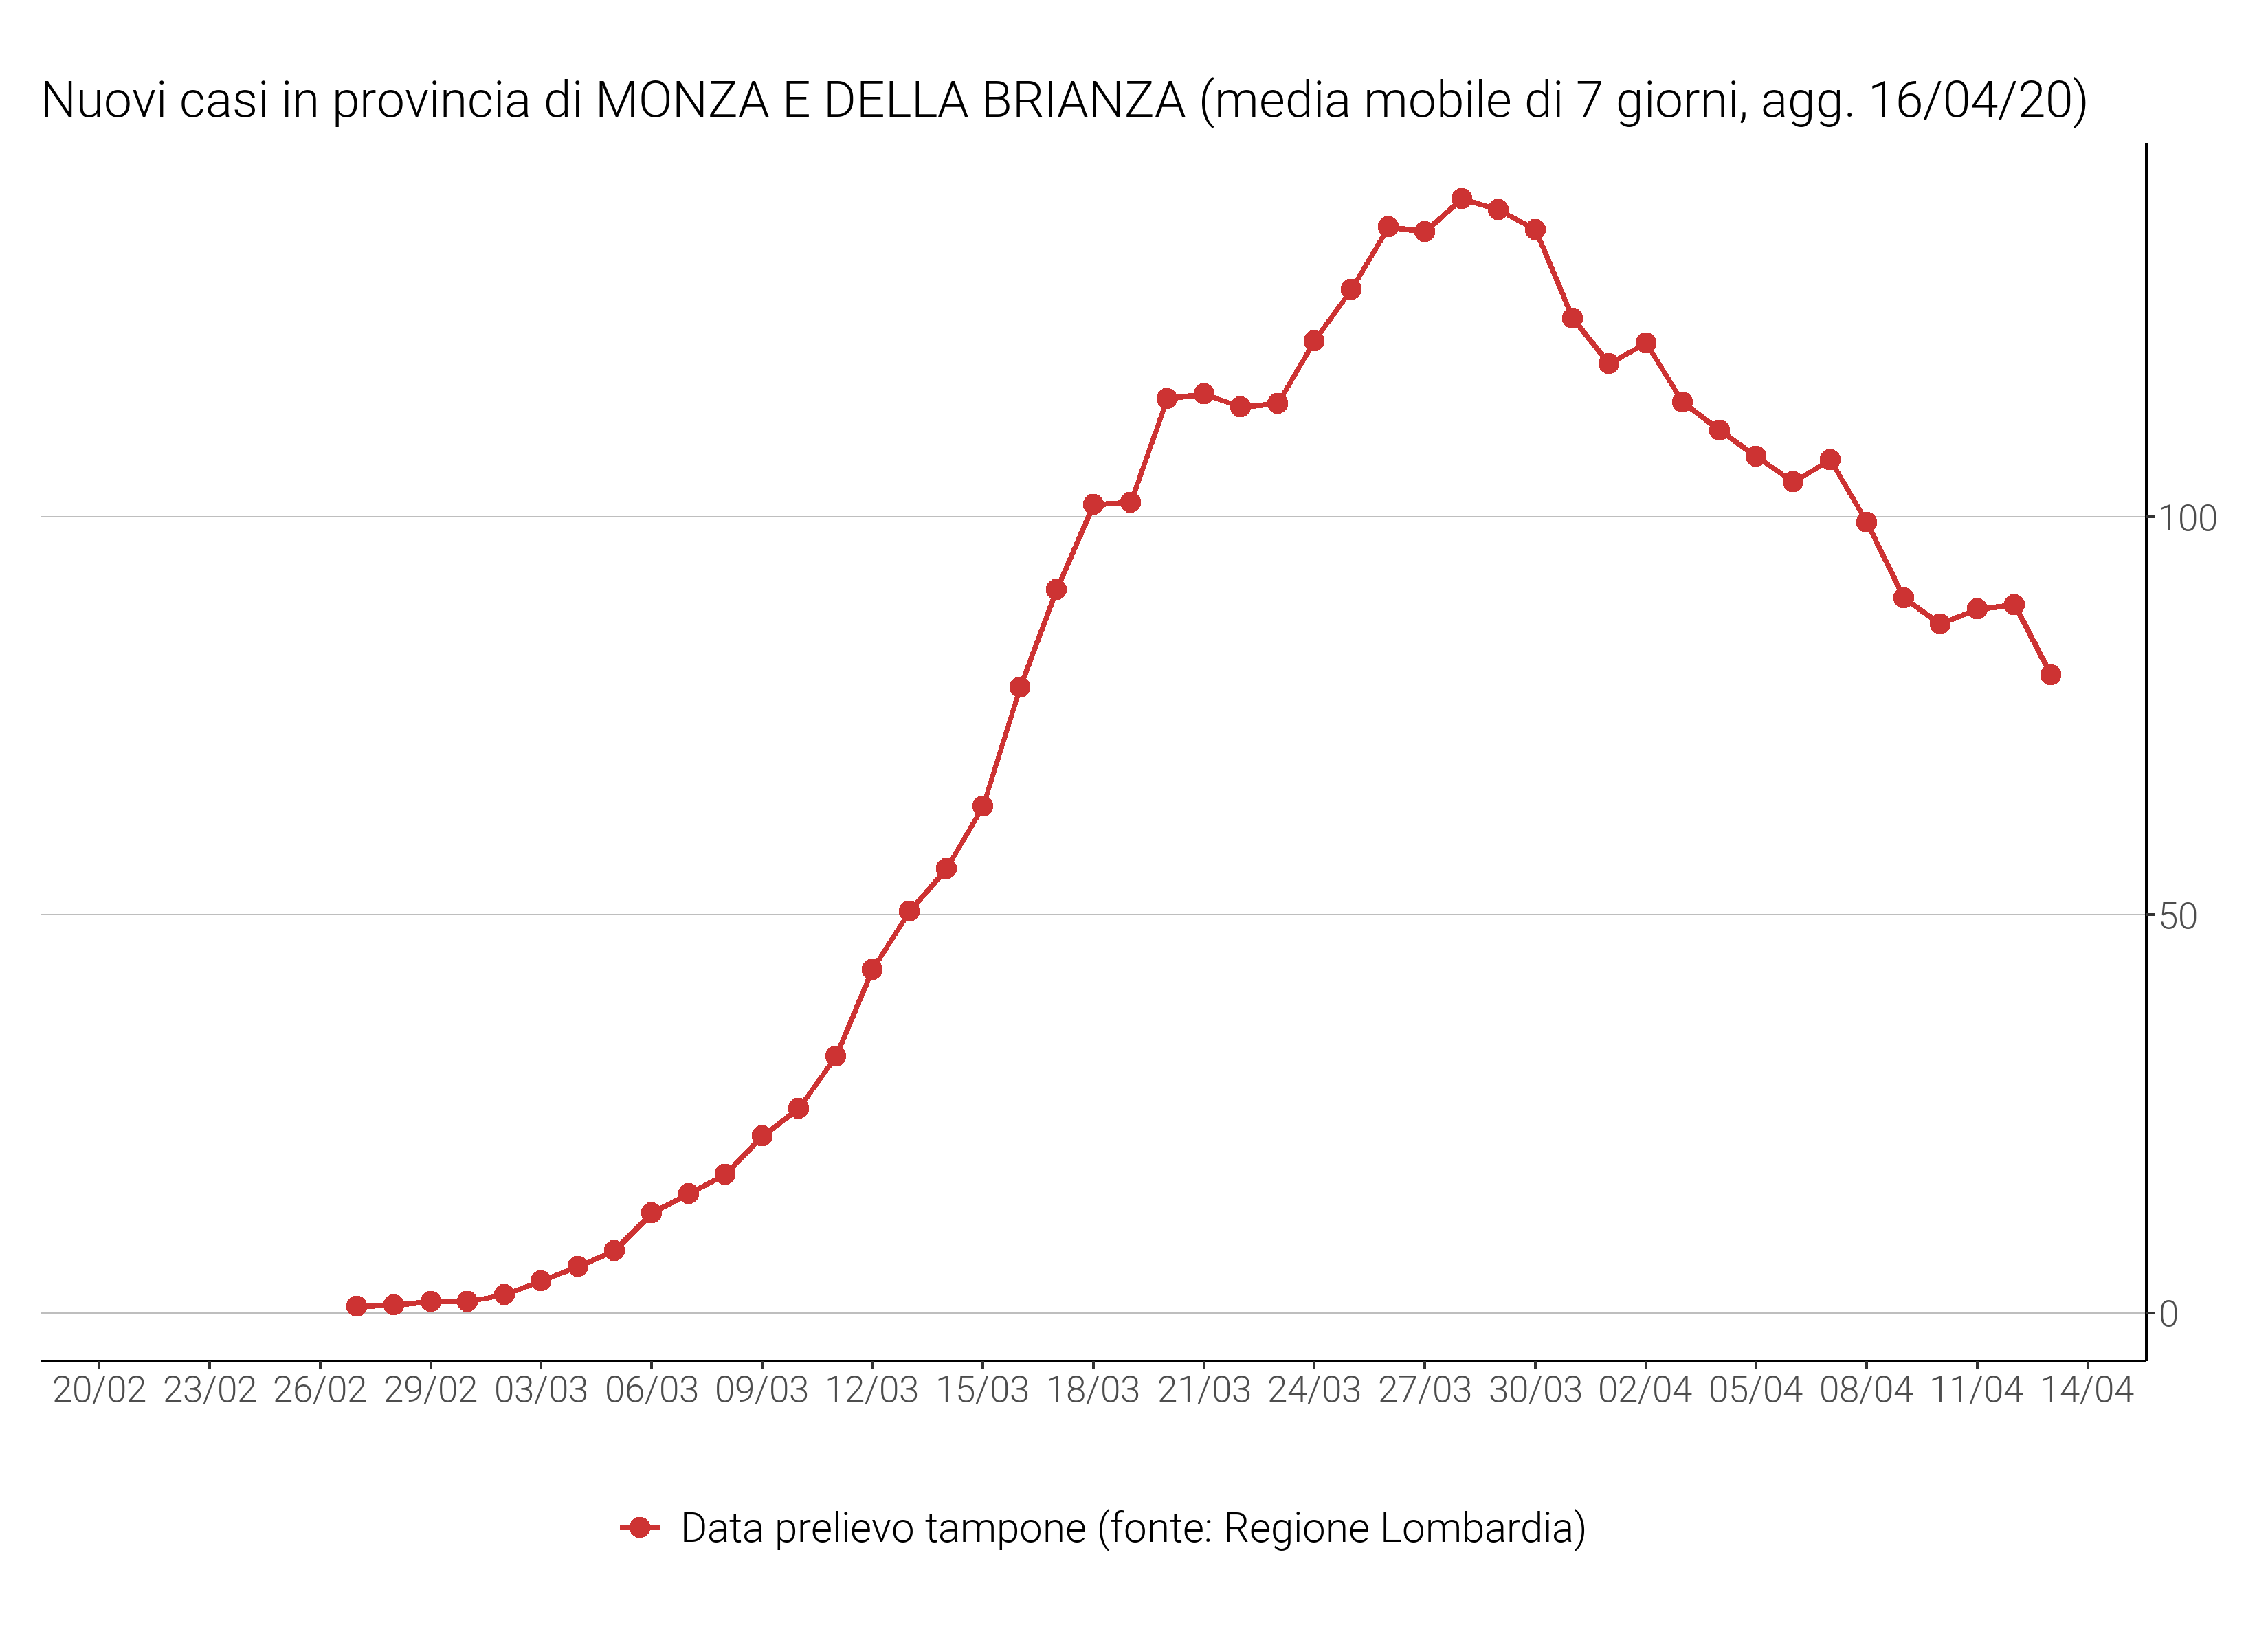 Nuovi casi in provincia di MONZA E DELLA BRIANZA (media mobile di 7 giorni, agg. 16/04/20)
100
50
0
20/02 23/02 26/02 29/02 03/03 06/03 09/03 12/03 15/03 18/03 21/03 24/03 27/03 30/03 02/04 05/04 08/04 11/04 14/04
Data prelievo tampone (fonte: Regione Lombardia)